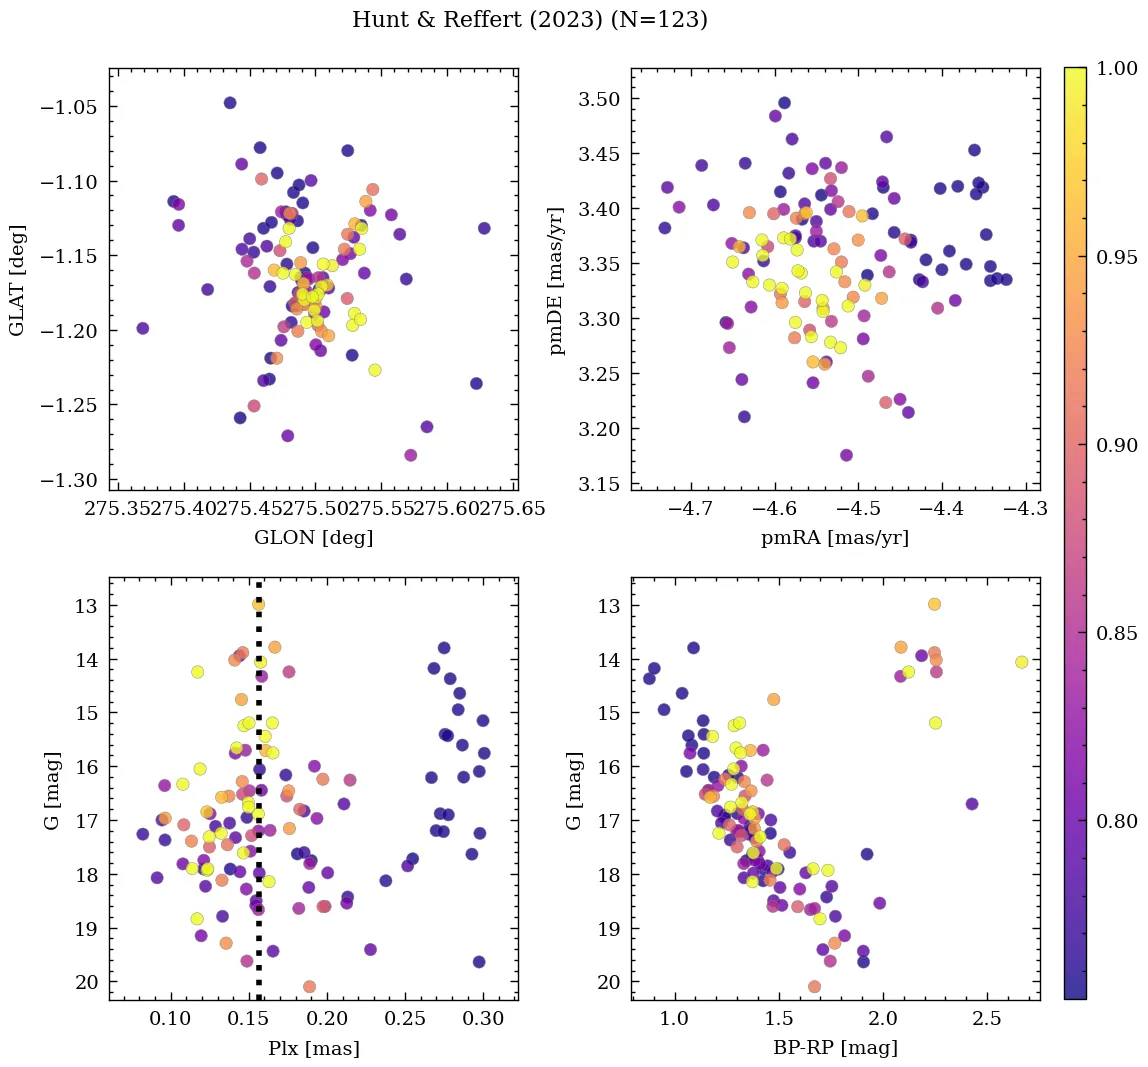 Hunt & Reffert (2023) (N=123)
−1.05
−1.10
−1.15
−1.20
−1.25
−1.30
GLAT [deg]
275.35 275.40 275.45 275.50 275.55 275.60 275.65
GLON [deg]
3.50
3.45
3.40
3.35
3.30
3.25
3.20
3.15
pmDE [mas/yr]
−4.7 −4.6 −4.5 −4.4 −4.3
pmRA [mas/yr]
13
14
15
16
17
18
19
20
G [mag]
0.10 0.15 0.20 0.25 0.30
Plx [mas]
13
14
15
16
17
18
19
20
G [mag]
1.0 1.5 2.0 2.5
BP-RP [mag]
1.00
0.95
0.90
0.85
0.80